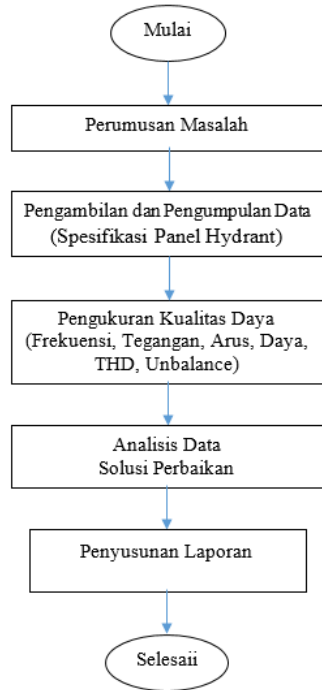 Mulai
Perumusan Masalah
Pengambilan dan Pengumpulan Data
(Spesifikasi Panel Hydrant)
Pengukuran Kualitas Daya
(Frekuensi, Tegangan, Arus, Daya,
THD, Unbalance)
Analisis Data
Solusi Perbaikan
Penyusunan Laporan
Selesaii